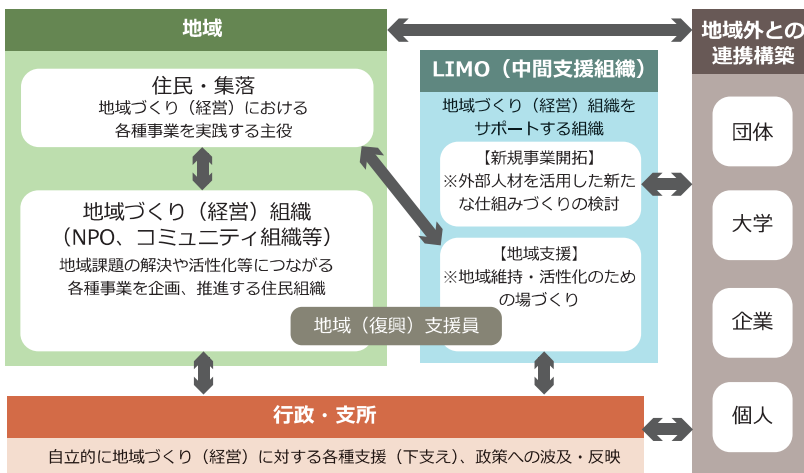 地域
住民・集落
地域づくり（経営）における
各種事業を実践する主役
地域づくり（経営）組織
（NPO、コミュニティ組織等）
地域課題の解決や活性化等につながる
各種事業を企画、推進する住民組織
地域（復興）支援員
LIMO（中間支援組織）
地域づくり（経営）組織を
サポートする組織
【新規事業開拓】
※外部人材を活用した新た
な仕組みづくりの検討
【地域支援】
※地域維持・活性化のため
の場づくり
地域外との
連携構築
団体
大学
企業
個人
行政・支所
自立的に地域づくり（経営）に対する各種支援（下支え）、政策への波及・反映